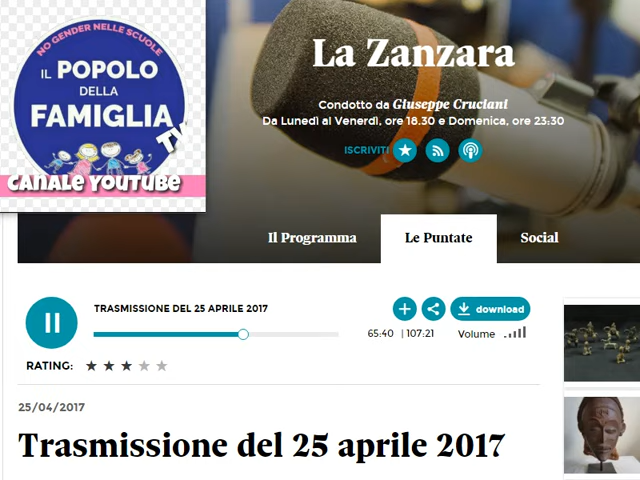 NO GENDER NELLE SCUOLE
IL POPOLO
DELLA
FAMIGLIA
TV
CANALE YOUTUBE
La Zanzara
Condotto da Giuseppe Cruciani
Da Lunedì al Venerdì, ore 18.30 e Domenica, ore 23:30
ISCRIVITI
Il Programma
Le Puntate
Social
TRASMISSIONE DEL 25 APRILE 2017
download
65:40 | 107:21
Volume
RATING:
25/04/2017
Trasmissione del 25 aprile 2017